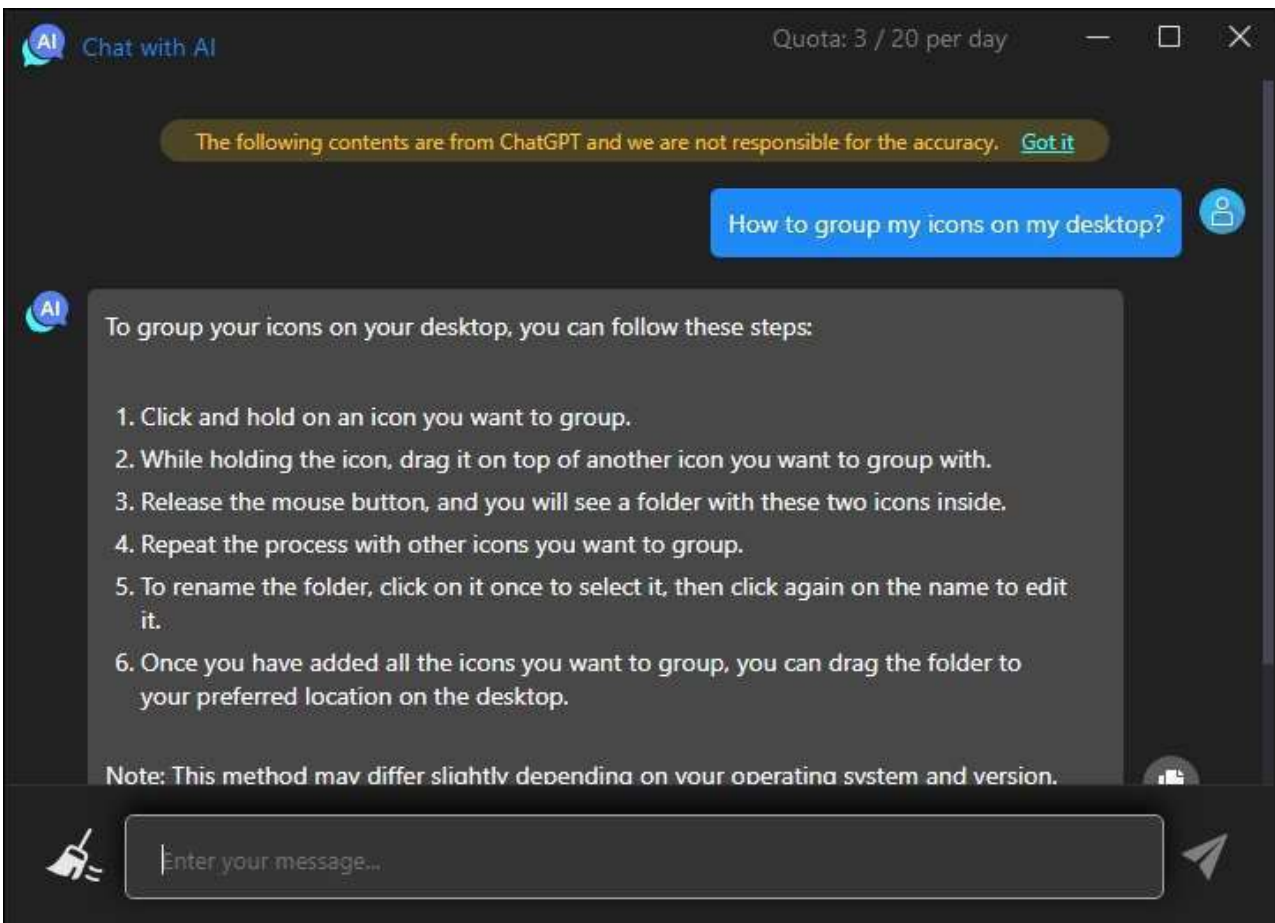 AI Chat with AI Quota: 3 / 20 per day
The following contents are from ChatGPT and we are not responsible for the accuracy. Got it
How to group my icons on my desktop?
AI
To group your icons on your desktop, you can follow these steps:
1. Click and hold on an icon you want to group.
2. While holding the icon, drag it on top of another icon you want to group with.
3. Release the mouse button, and you will see a folder with these two icons inside.
4. Repeat the process with other icons you want to group.
5. To rename the folder, click on it once to select it, then click again on the name to edit
it.
6. Once you have added all the icons you want to group, you can drag the folder to
your preferred location on the desktop.
Note: This method may differ slightly depending on your operating system and version.
Enter your message...